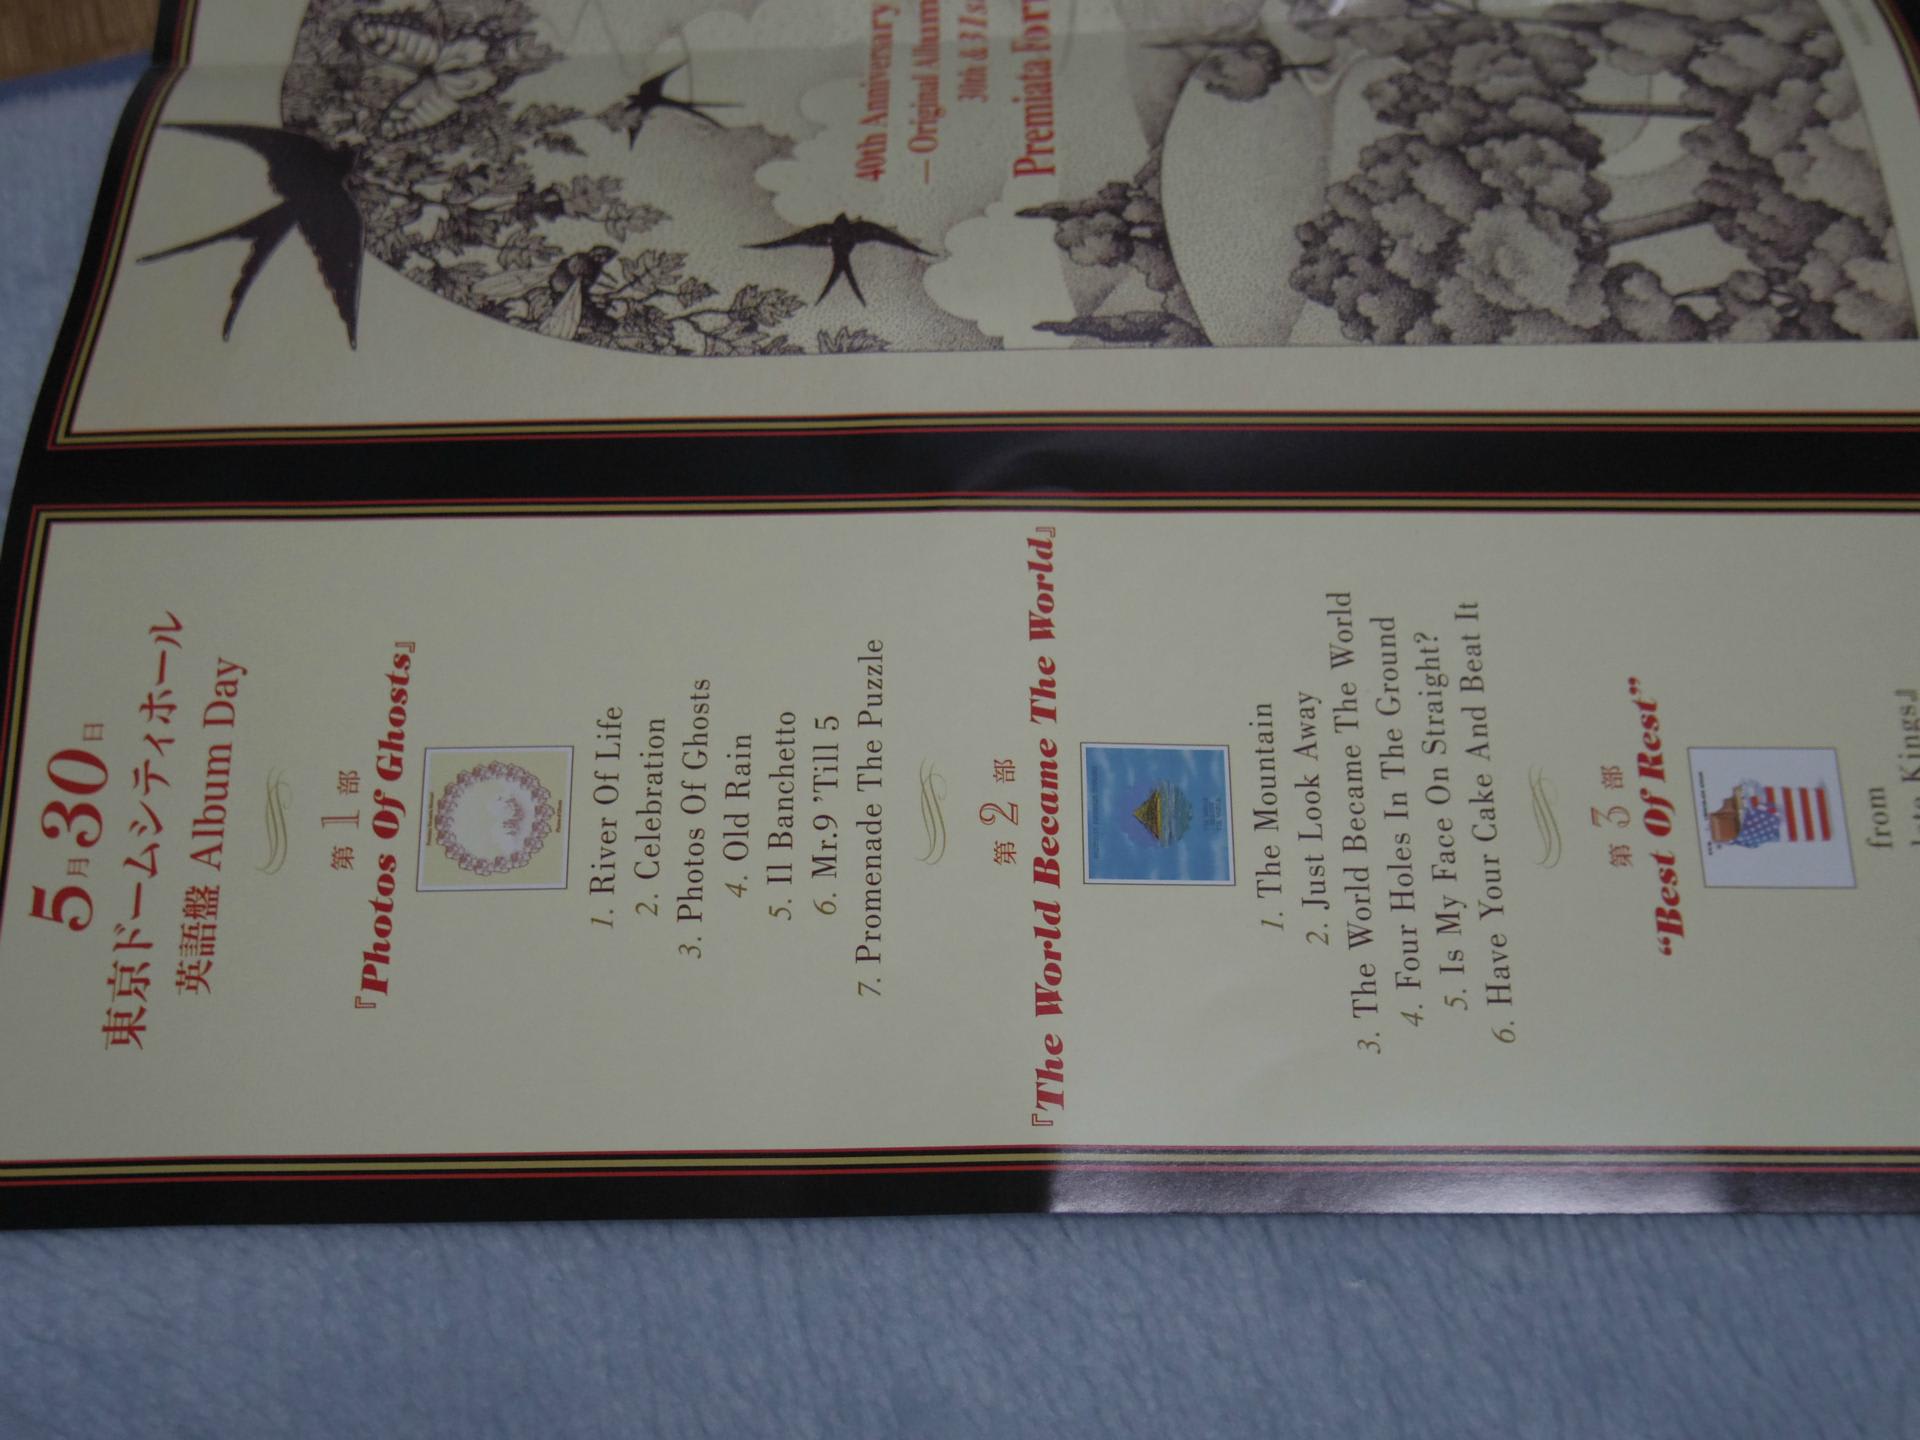 40th Anniversary
— Original Album
30th & 31st
Premiata For
5月30日
東京ドームシティホール
英語盤 Album Day
第1部
『Photos Of Ghosts』
1. River Of Life
2. Celebration
3. Photos Of Ghosts
4. Old Rain
5. Il Banchetto
6. Mr.9 ’Till 5
7. Promenade The Puzzle
第2部
『The World Became The World』
1. The Mountain
2. Just Look Away
3. The World Became The World
4. Four Holes In The Ground
5. Is My Face On Straight?
6. Have Your Cake And Beat It
第3部
“Best Of Rest”
from
Kings』